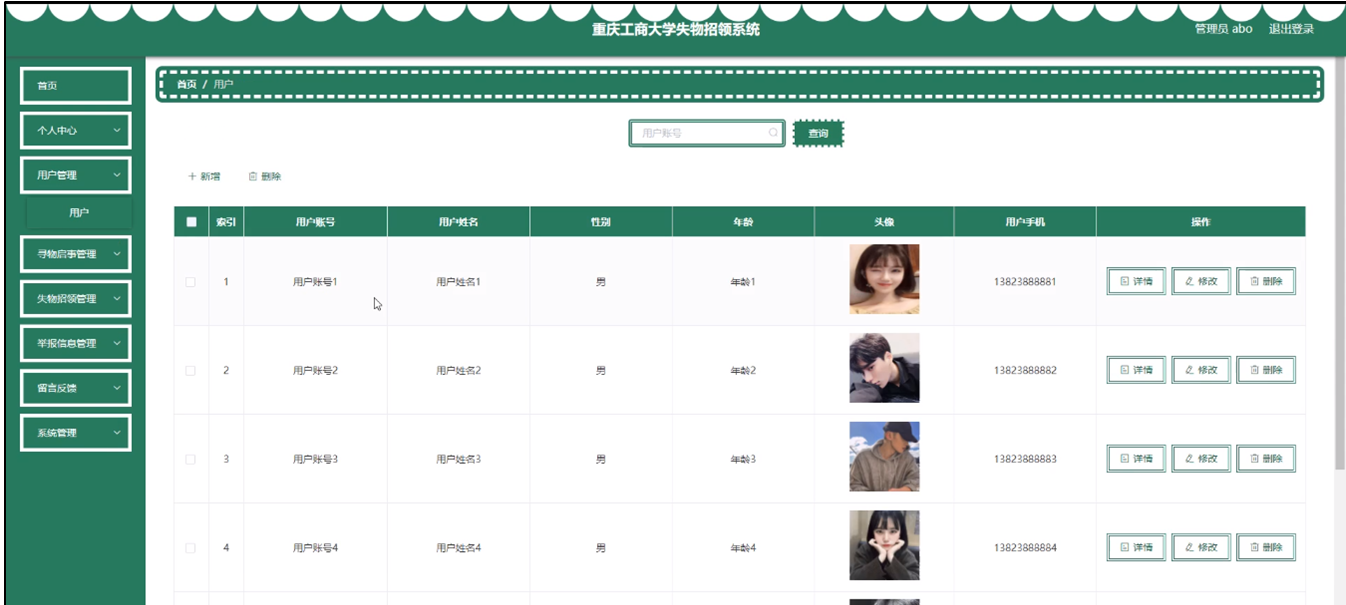 重庆工商大学失物招领系统
管理员 abo 退出登录
首页
个人中心
用户管理
用户
寻物启事管理
失物招领管理
举报信息管理
留言反馈
系统管理
首页 / 用户
用户账号 查询
新增 删除
索引 用户账号 用户姓名 性别 年龄 头像 用户手机 操作
1 用户账号1 用户姓名1 男 年龄1 13823888881 详情 修改 删除
2 用户账号2 用户姓名2 男 年龄2 13823888882 详情 修改 删除
3 用户账号3 用户姓名3 男 年龄3 13823888883 详情 修改 删除
4 用户账号4 用户姓名4 男 年龄4 13823888884 详情 修改 删除